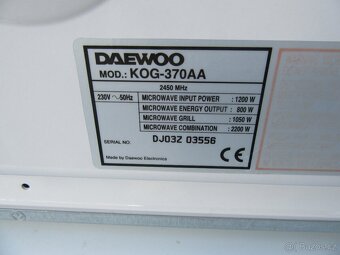 DAEWOO
MOD.: KOG-370AA
2450 MHz
230V ~50Hz
MICROWAVE INPUT POWER : 1200 W
MICROWAVE ENERGY OUTPUT : 800 W
MICROWAVE GRILL : 1050 W
MICROWAVE COMBINATION : 2200 W
SERIAL NO. DJ03Z 03556
Made by Daewoo Electronics
CE